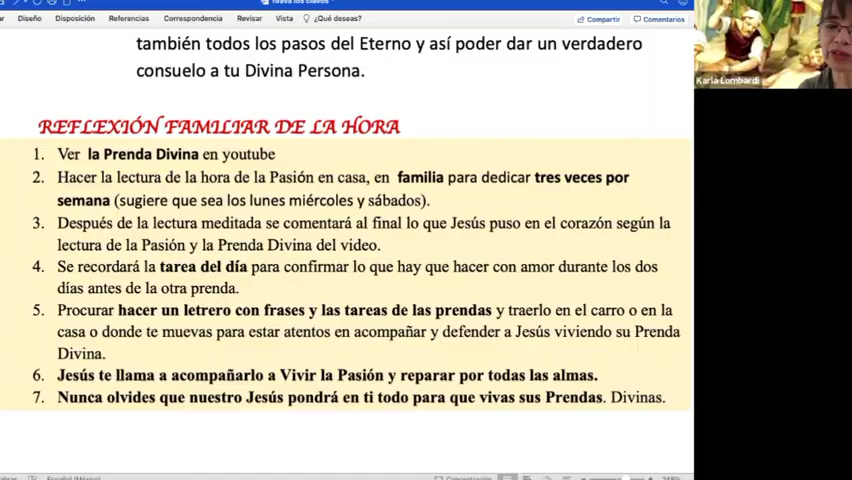 19ava los clavos
Diseño Disposición Referencias Correspondencia Revisar Vista ¿Qué deseas? Compartir Comentarios
también todos los pasos del Eterno y así poder dar un verdadero
consuelo a tu Divina Persona.
Karla Lombardi
REFLEXIÓN FAMILIAR DE LA HORA
1. Ver la Prenda Divina en youtube
2. Hacer la lectura de la hora de la Pasión en casa, en familia para dedicar tres veces por
semana (sugiere que sea los lunes miércoles y sábados).
3. Después de la lectura meditada se comentará al final lo que Jesús puso en el corazón según la
lectura de la Pasión y la Prenda Divina del video.
4. Se recordará la tarea del día para confirmar lo que hay que hacer con amor durante los dos
días antes de la otra prenda.
5. Procurar hacer un letrero con frases y las tareas de las prendas y traerlo en el carro o en la
casa o donde te muevas para estar atentos en acompañar y defender a Jesús viviendo su Prenda
Divina.
6. Jesús te llama a acompañarlo a Vivir la Pasión y reparar por todas las almas.
7. Nunca olvides que nuestro Jesús pondrá en ti todo para que vivas sus Prendas. Divinas.
Español (México) Concentración